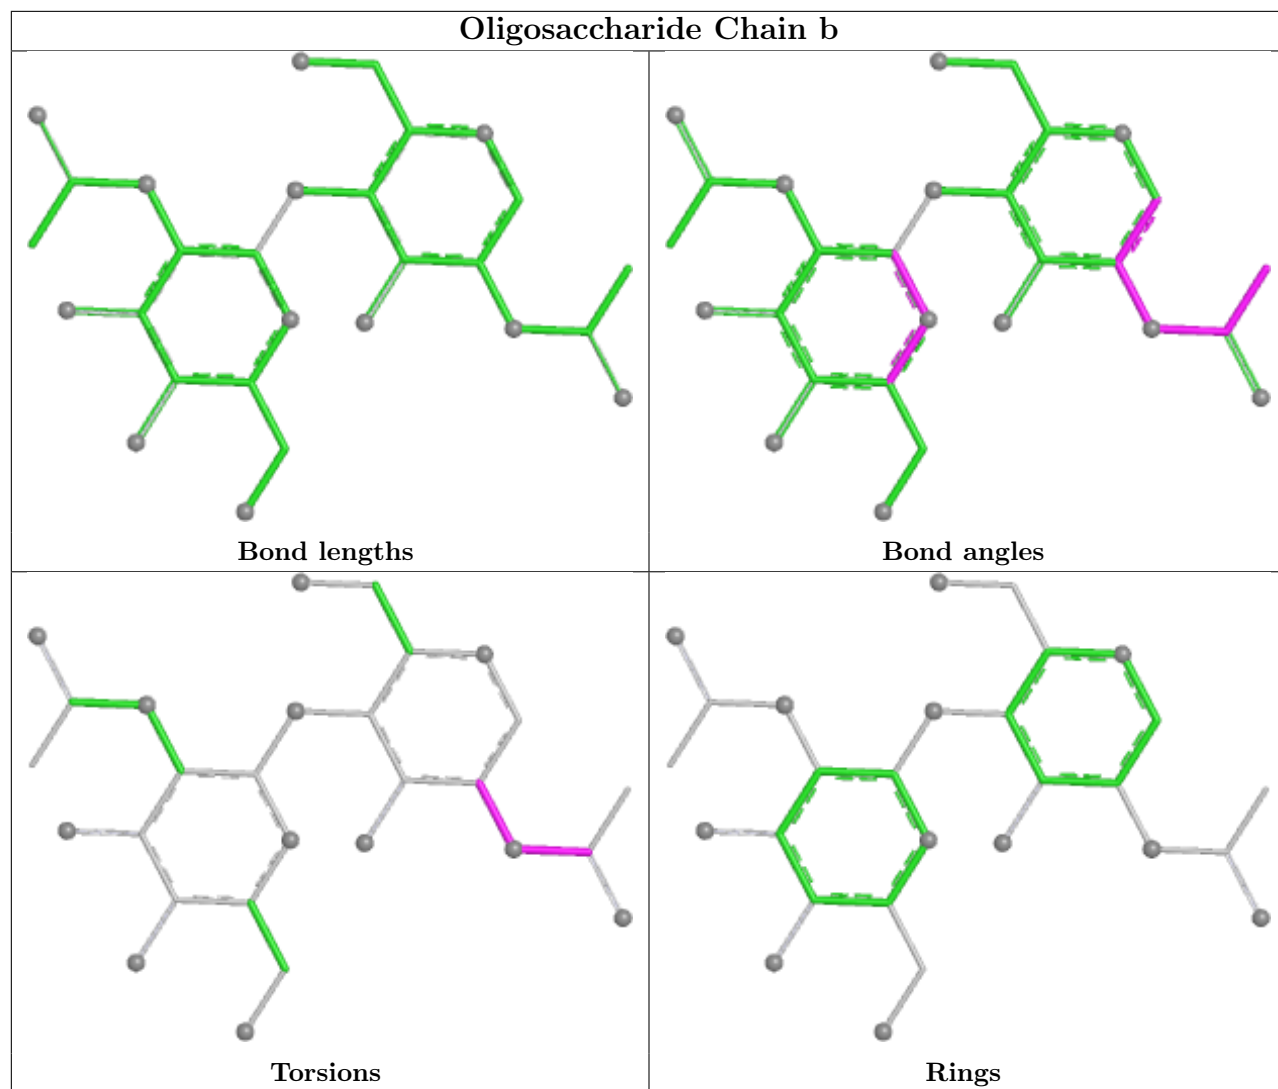 Oligosaccharide Chain b
Bond lengths
Bond angles
Torsions
Rings